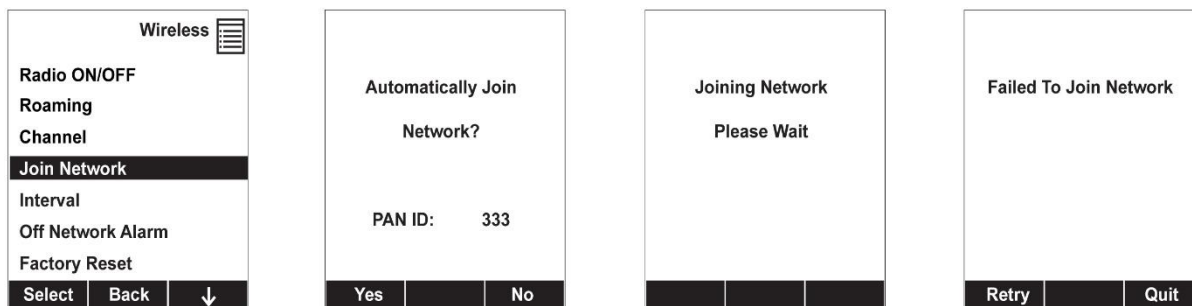 Wireless
Radio ON/OFF
Roaming
Channel
Join Network
Interval
Off Network Alarm
Factory Reset
Select Back ↓
Automatically Join
Network?
PAN ID: 333
Yes No
Joining Network
Please Wait
Failed To Join Network
Retry Quit